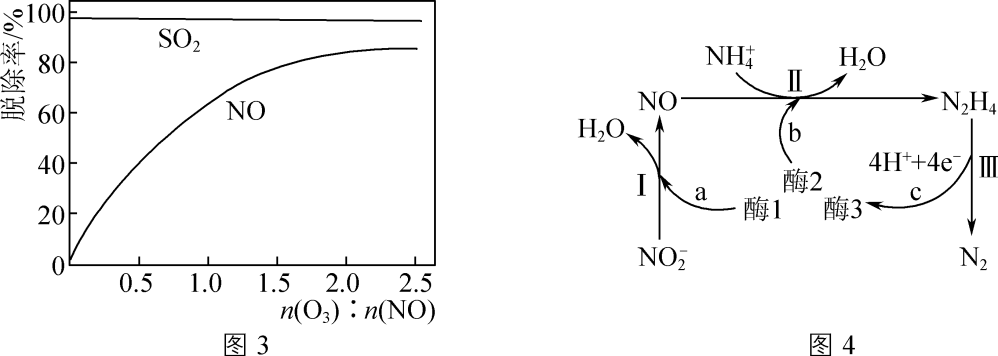 脱除率/%
100
80
60
40
20
0
SO₂
NO
0.5 1.0 1.5 2.0 2.5
n(O₃)∶n(NO)
图 3
NH₄⁺ Ⅱ H₂O
NO N₂H₄
H₂O b
4H⁺+4e⁻ Ⅲ
Ⅰ a 酶2 c
酶1 酶3
NO₂⁻ N₂
图 4